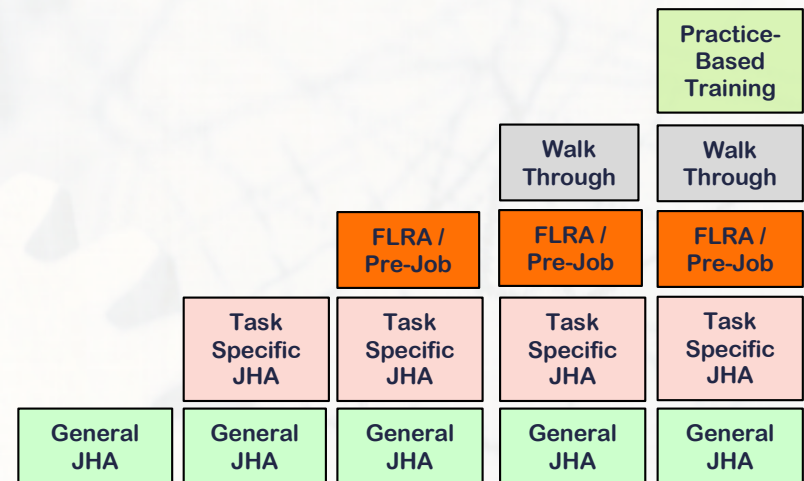 Practice-
Based
Training
Walk
Through
Walk
Through
FLRA /
Pre-Job
FLRA /
Pre-Job
FLRA /
Pre-Job
Task
Specific
JHA
Task
Specific
JHA
Task
Specific
JHA
Task
Specific
JHA
General
JHA
General
JHA
General
JHA
General
JHA
General
JHA